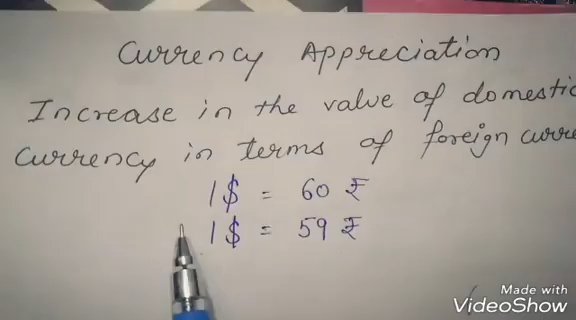 Currency Appreciation
Increase in the value of domestic
currency in terms of foreign curre
1$ = 60 ₹
1$ = 59 ₹
Made with
VideoShow